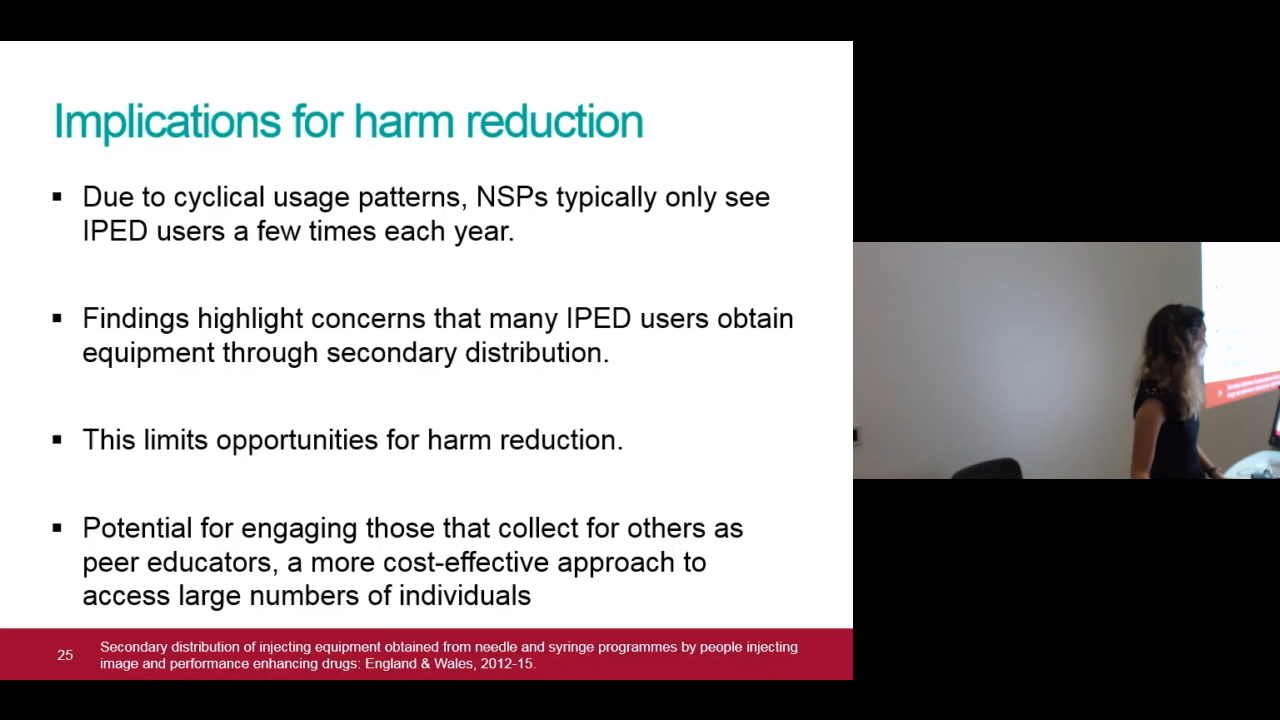 Implications for harm reduction
▪ Due to cyclical usage patterns, NSPs typically only see
IPED users a few times each year.
▪ Findings highlight concerns that many IPED users obtain
equipment through secondary distribution.
▪ This limits opportunities for harm reduction.
▪ Potential for engaging those that collect for others as
peer educators, a more cost-effective approach to
access large numbers of individuals
25
Secondary distribution of injecting equipment obtained from needle and syringe programmes by people injecting
image and performance enhancing drugs: England & Wales, 2012-15.